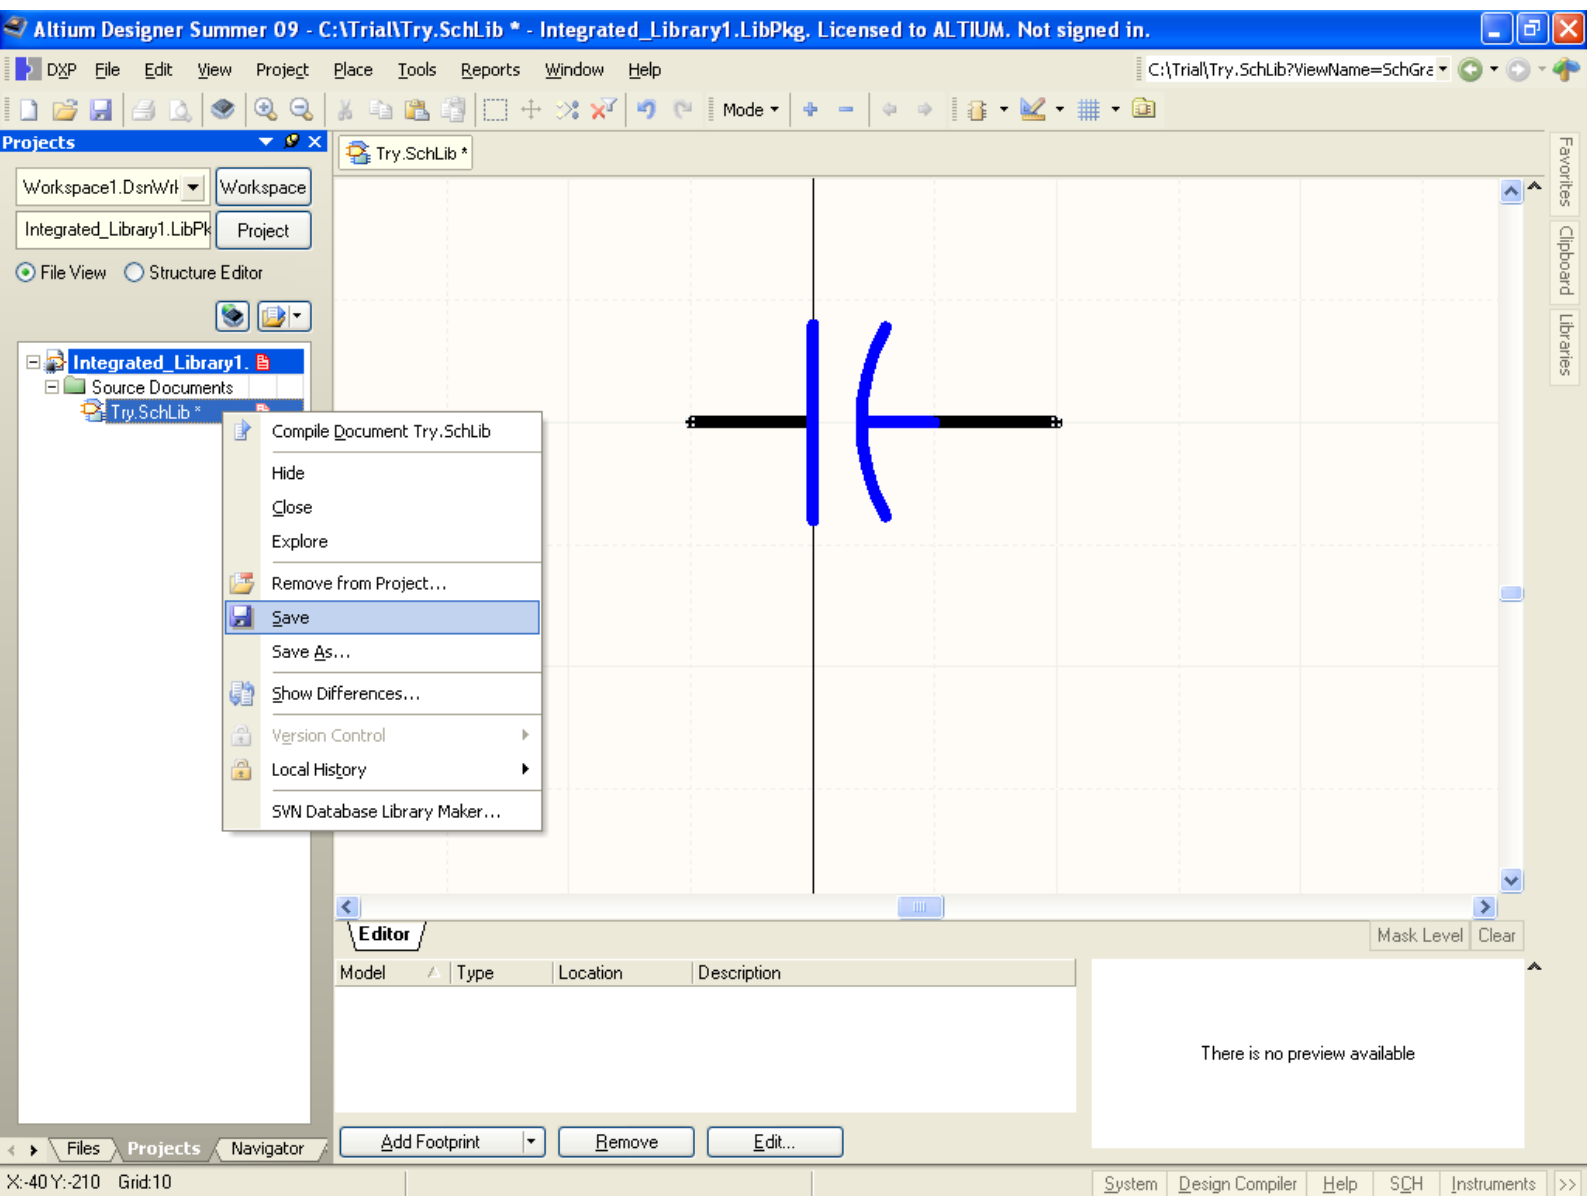 Altium Designer Summer 09 - C:\Trial\Try.SchLib * - Integrated_Library1.LibPkg. Licensed to ALTIUM. Not signed in.
DXP File Edit View Project Place Tools Reports Window Help C:\Trial\Try.SchLib?ViewName=SchGra
Mode
Projects
Try.SchLib *
Workspace1.DsnWrk Workspace
Integrated_Library1.LibPk Project
File View Structure Editor
Integrated_Library1.
Source Documents
Try.SchLib *
Compile Document Try.SchLib
Hide
Close
Explore
Remove from Project...
Save
Save As...
Show Differences...
Version Control
Local History
SVN Database Library Maker...
Favorites
Clipboard
Libraries
Editor
Mask Level Clear
Model Type Location Description
There is no preview available
Add Footprint Remove Edit...
Files Projects Navigator
X:-40 Y:-210 Grid:10
System Design Compiler Help SCH Instruments >>